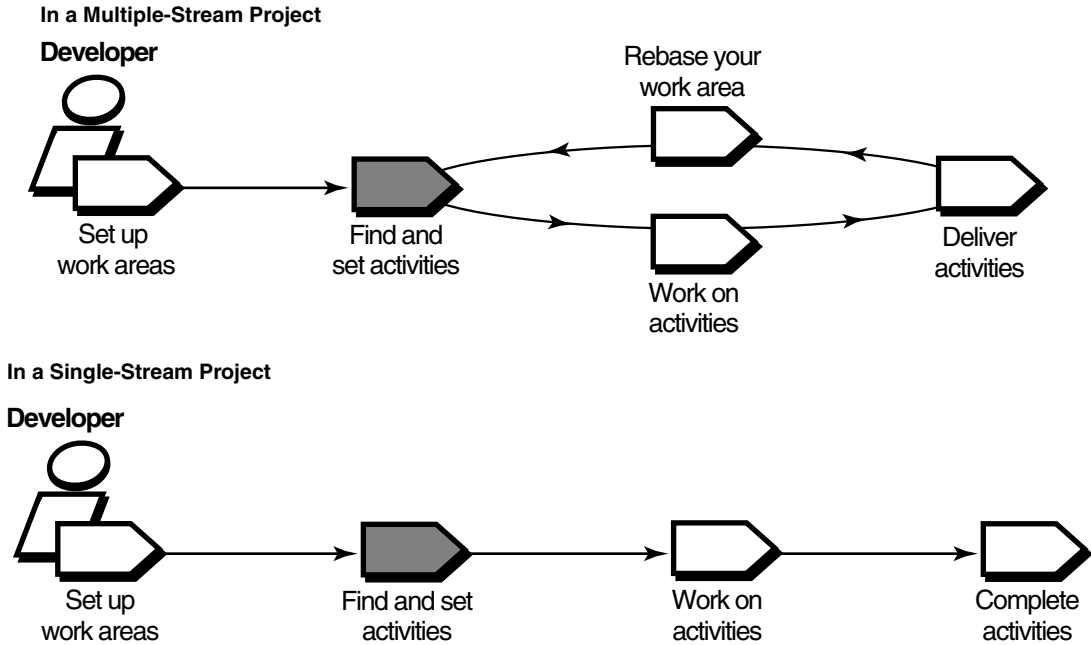 In a Multiple-Stream Project
Developer
Rebase your
work area
Set up
work areas
Find and
set activities
Work on
activities
Deliver
activities
In a Single-Stream Project
Developer
Set up
work areas
Find and set
activities
Work on
activities
Complete
activities